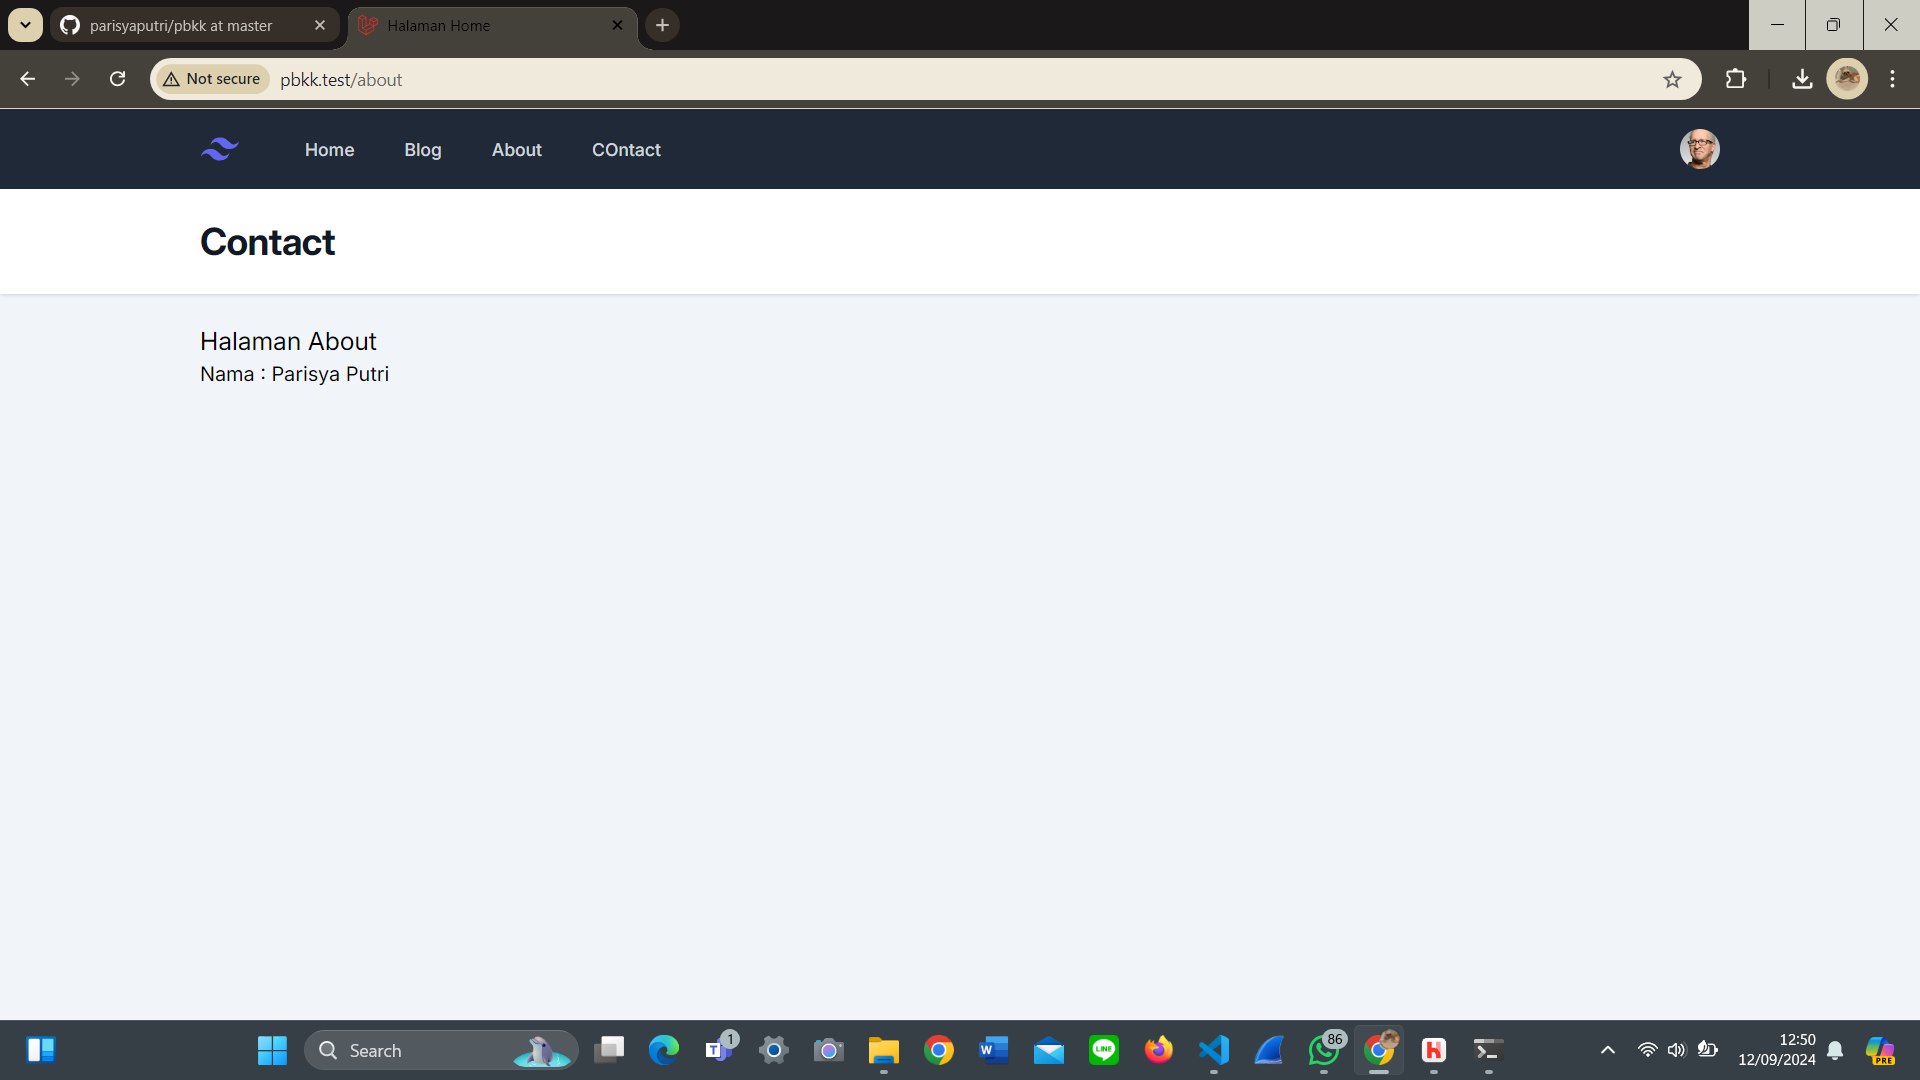 parisyaputri/pbkk at master
Halaman Home
Not secure
pbkk.test/about
Home
Blog
About
COntact
Contact
Halaman About
Nama : Parisya Putri
Search
1
86
12:50
12/09/2024
PRE